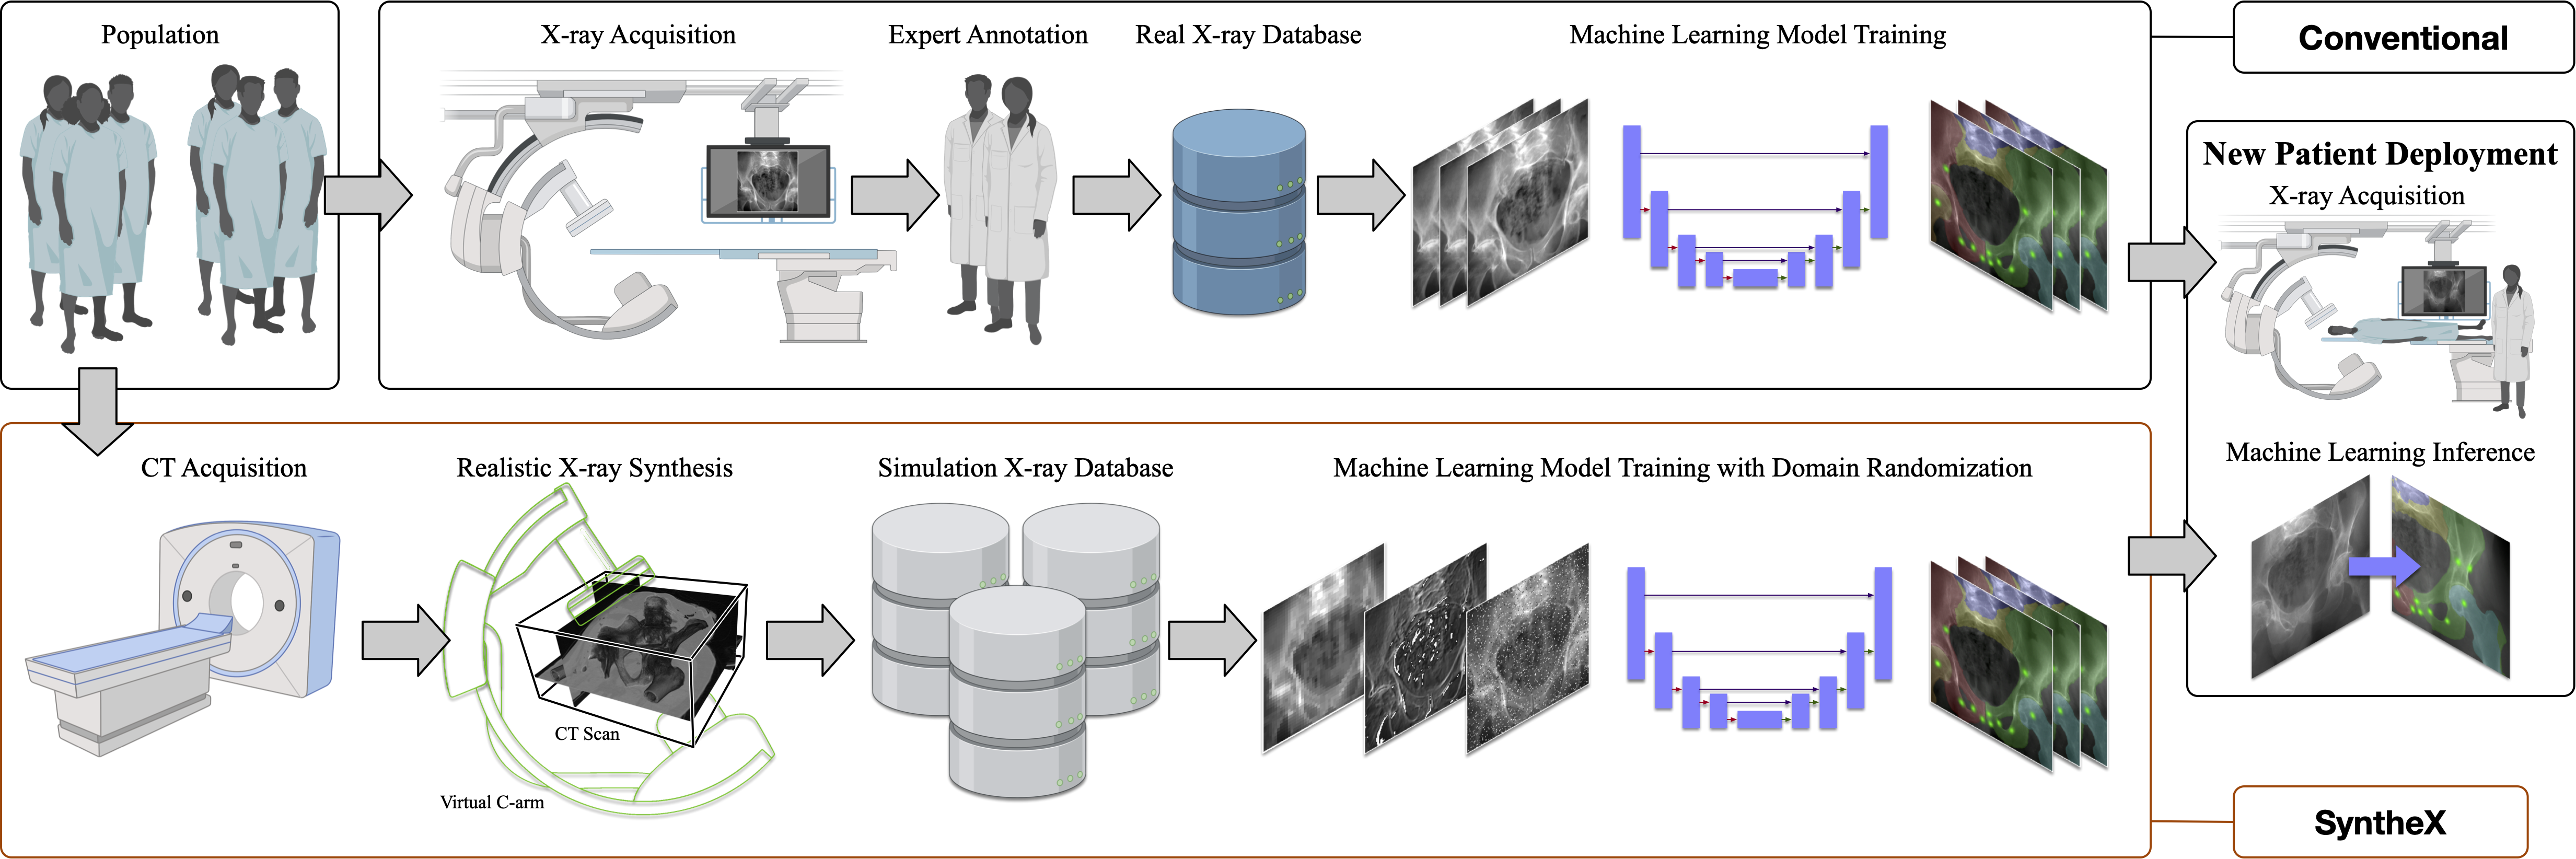 Population
X-ray Acquisition
Expert Annotation
Real X-ray Database
Machine Learning Model Training
Conventional
New Patient Deployment
X-ray Acquisition
Machine Learning Inference
CT Acquisition
Realistic X-ray Synthesis
Simulation X-ray Database
Machine Learning Model Training with Domain Randomization
CT Scan
Virtual C-arm
SyntheX